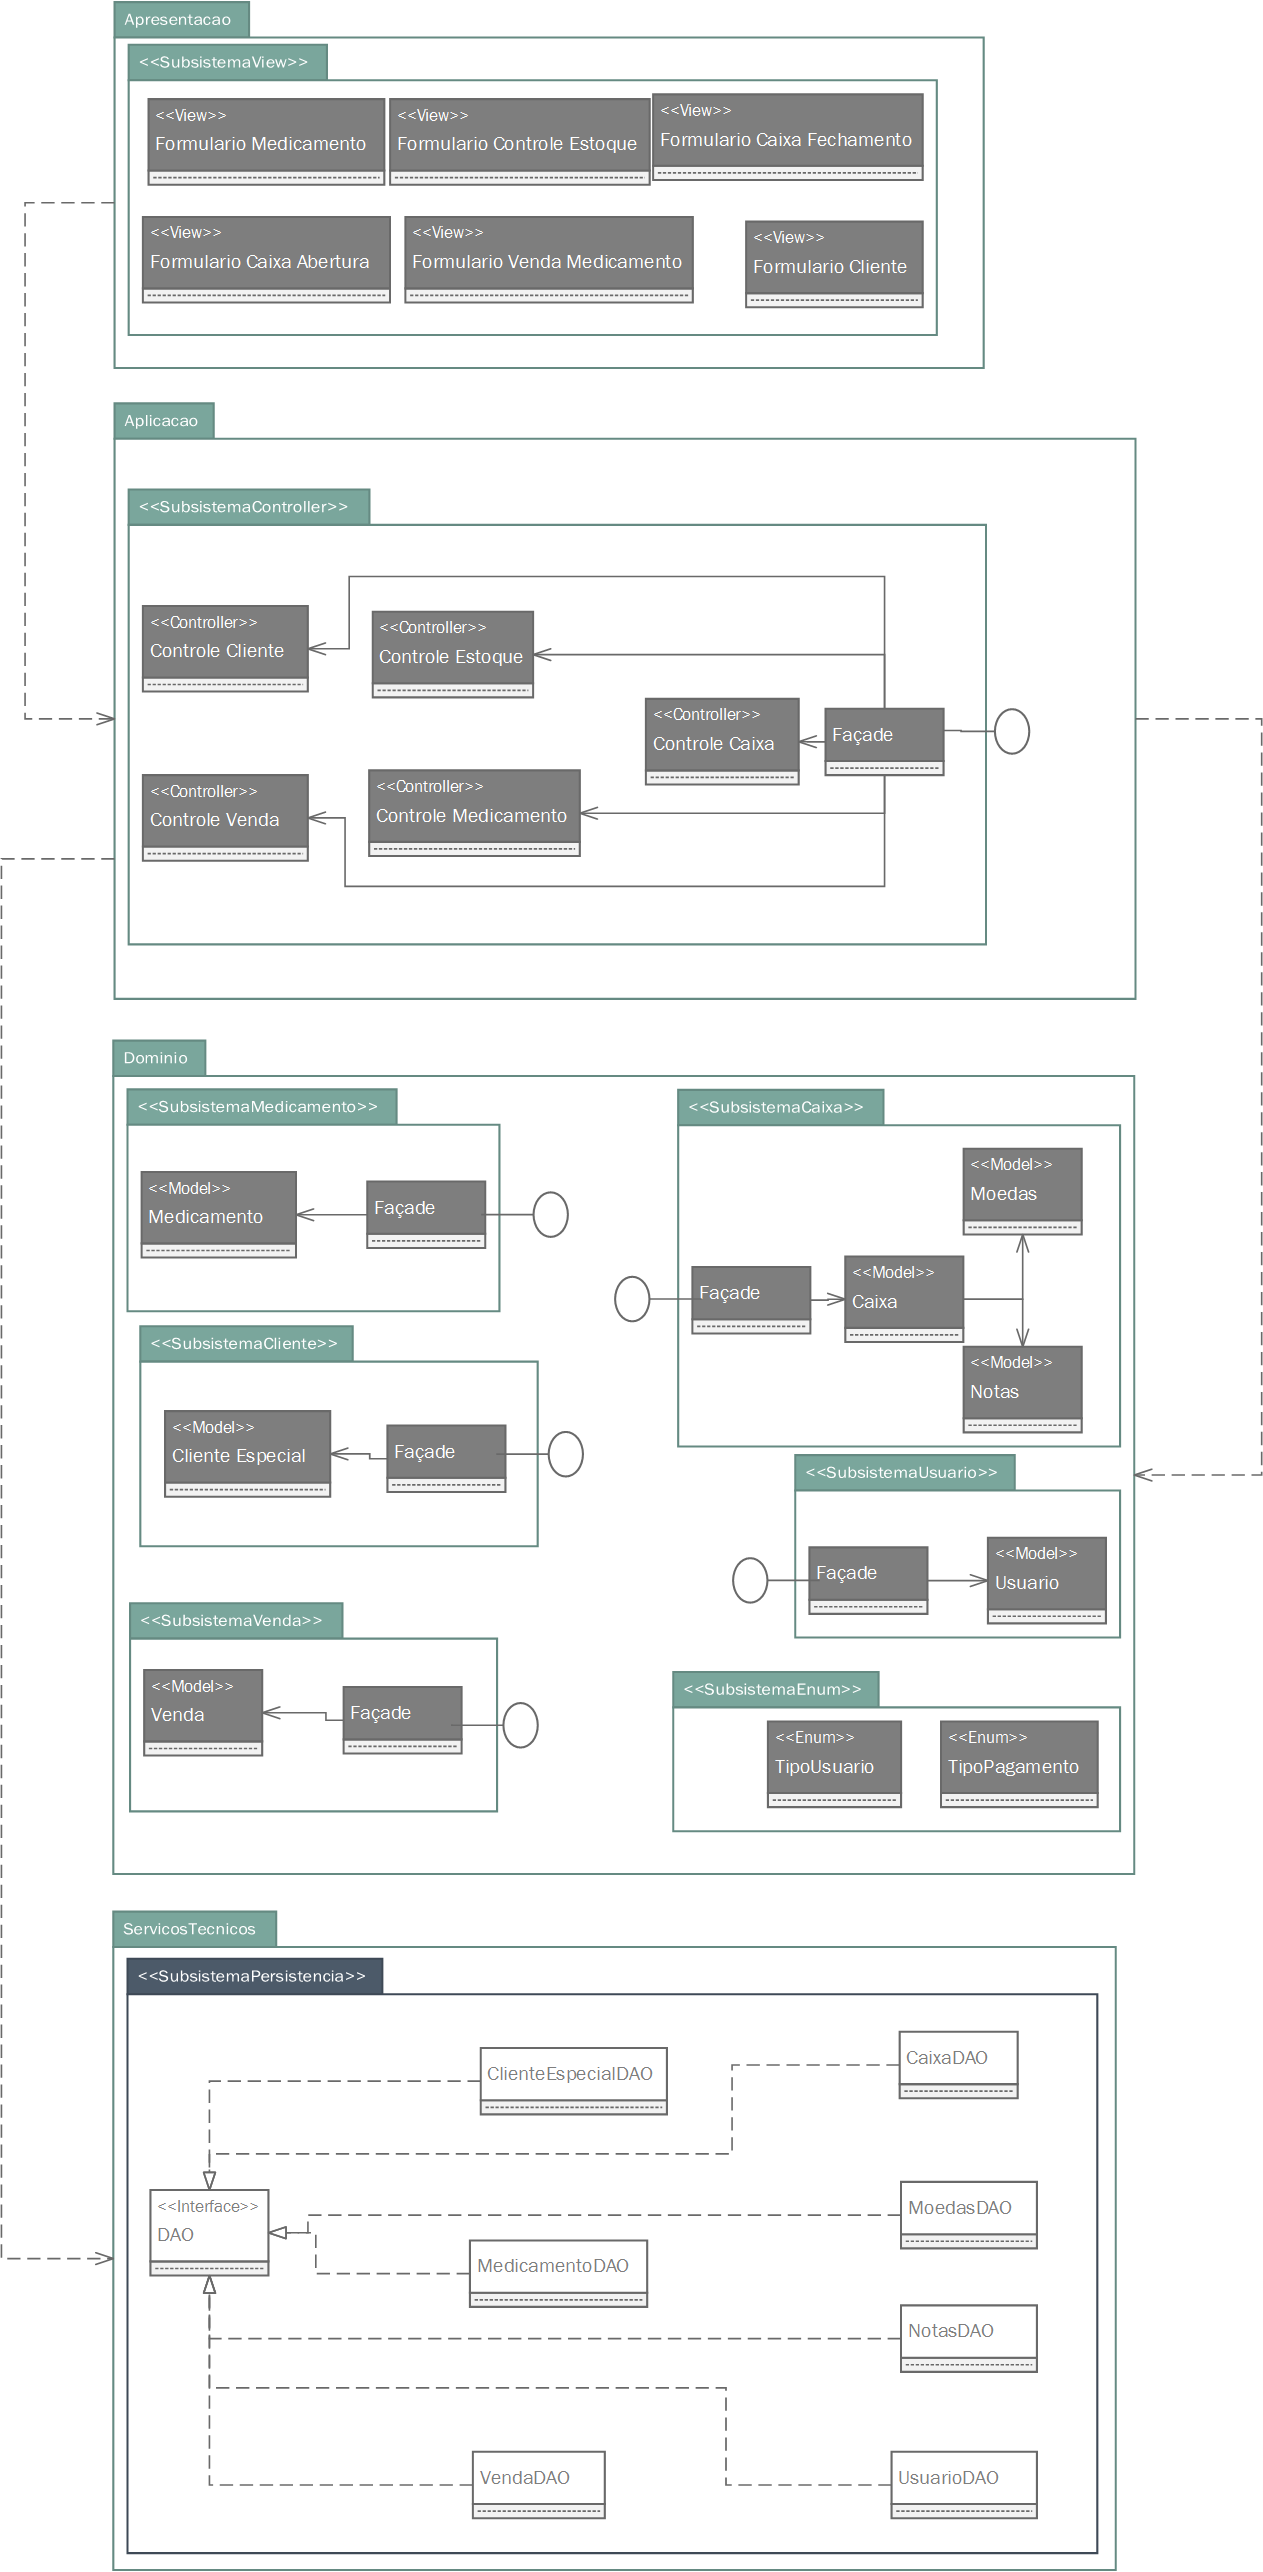 Apresentacao
<<SubsistemaView>>
<<View>>
Formulario Medicamento
<<View>>
Formulario Controle Estoque
<<View>>
Formulario Caixa Fechamento
<<View>>
Formulario Caixa Abertura
<<View>>
Formulario Venda Medicamento
<<View>>
Formulario Cliente
Aplicacao
<<SubsistemaController>>
<<Controller>>
Controle Cliente
<<Controller>>
Controle Estoque
<<Controller>>
Controle Caixa
Façade
<<Controller>>
Controle Venda
<<Controller>>
Controle Medicamento
Dominio
<<SubsistemaMedicamento>>
<<Model>>
Medicamento
Façade
<<SubsistemaCaixa>>
<<Model>>
Moedas
Façade
<<Model>>
Caixa
<<Model>>
Notas
<<SubsistemaCliente>>
<<Model>>
Cliente Especial
Façade
<<SubsistemaUsuario>>
Façade
<<Model>>
Usuario
<<SubsistemaVenda>>
<<Model>>
Venda
Façade
<<SubsistemaEnum>>
<<Enum>>
TipoUsuario
<<Enum>>
TipoPagamento
ServicosTecnicos
<<SubsistemaPersistencia>>
ClienteEspecialDAO
CaixaDAO
<<Interface>>
DAO
MoedasDAO
MedicamentoDAO
NotasDAO
VendaDAO
UsuarioDAO